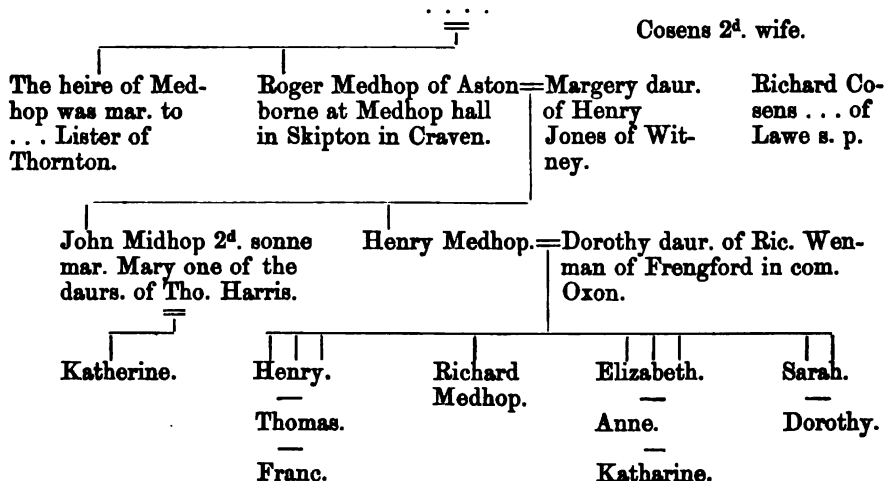 . . . .
Cosens 2d. wife.
The heire of Med-
hop was mar. to
. . . Lister of
Thornton.
Roger Medhop of Aston=
borne at Medhop hall
in Skipton in Craven.
Margery daur.
of Henry
Jones of Wit-
ney.
Richard Co-
sens . . . of
Lawe s. p.
John Midhop 2d. sonne
mar. Mary one of the
daurs. of Tho. Harris.
Henry Medhop.=
Dorothy daur. of Ric. Wen-
man of Frengford in com.
Oxon.
Katherine.
Henry.
Thomas.
Franc.
Richard
Medhop.
Elizabeth.
Anne.
Katharine.
Sarah.
Dorothy.